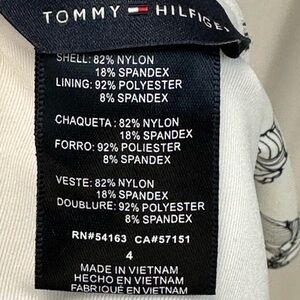 TOMMY HILFIGER
SHELL: 82% NYLON
18% SPANDEX
LINING: 92% POLYESTER
8% SPANDEX
CHAQUETA: 82% NYLON
18% SPANDEX
FORRO: 92% POLIESTER
8% SPANDEX
VESTE: 82% NYLON
18% SPANDEX
DOUBLURE: 92% POLYESTER
8% SPANDEX
RN#54163 CA#57151
4
MADE IN VIETNAM
HECHO EN VIETNAM
FABRIQUÉ EN VIETNAM